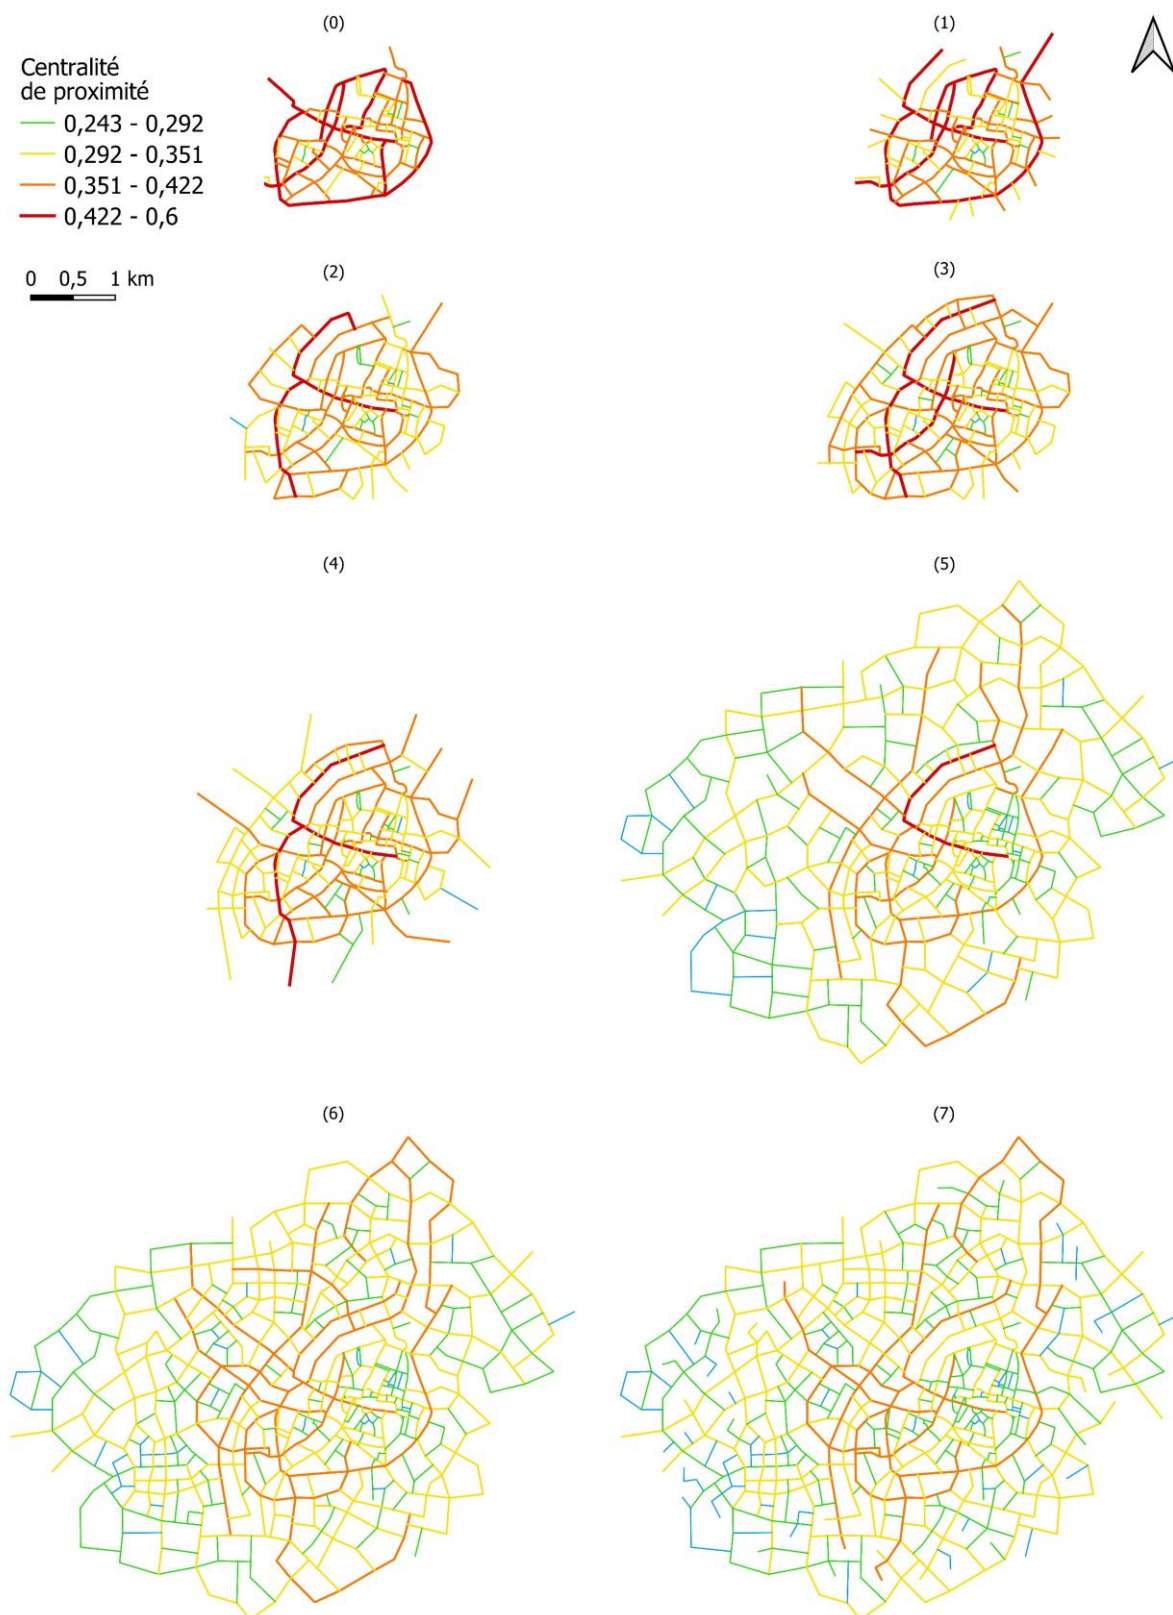 (0)
(1)
Centralité
de proximité
0,243 - 0,292
0,292 - 0,351
0,351 - 0,422
0,422 - 0,6
0 0,5 1 km
(2)
(3)
(4)
(5)
(6)
(7)